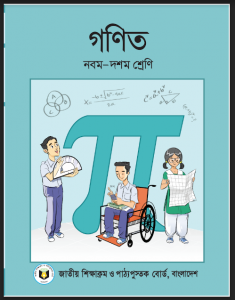 গণিত
নবম-দশম শ্রেণি
জাতীয় শিক্ষাক্রম ও পাঠ্যপুস্তক বোর্ড, বাংলাদেশ